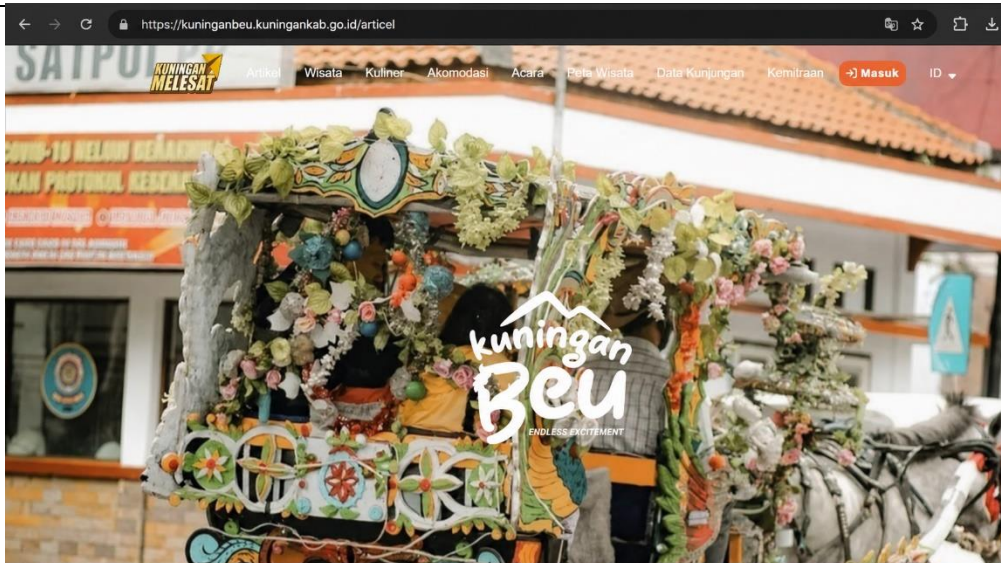 https://kuninganbeu.kuningankab.go.id/articel
SATPOL
KUNINGAN MELESAT
Artikel Wisata Kuliner Akomodasi Acara Peta Wisata Data Kunjungan Kemitraan Masuk ID
kuningan
Beu
ENDLESS EXCITEMENT